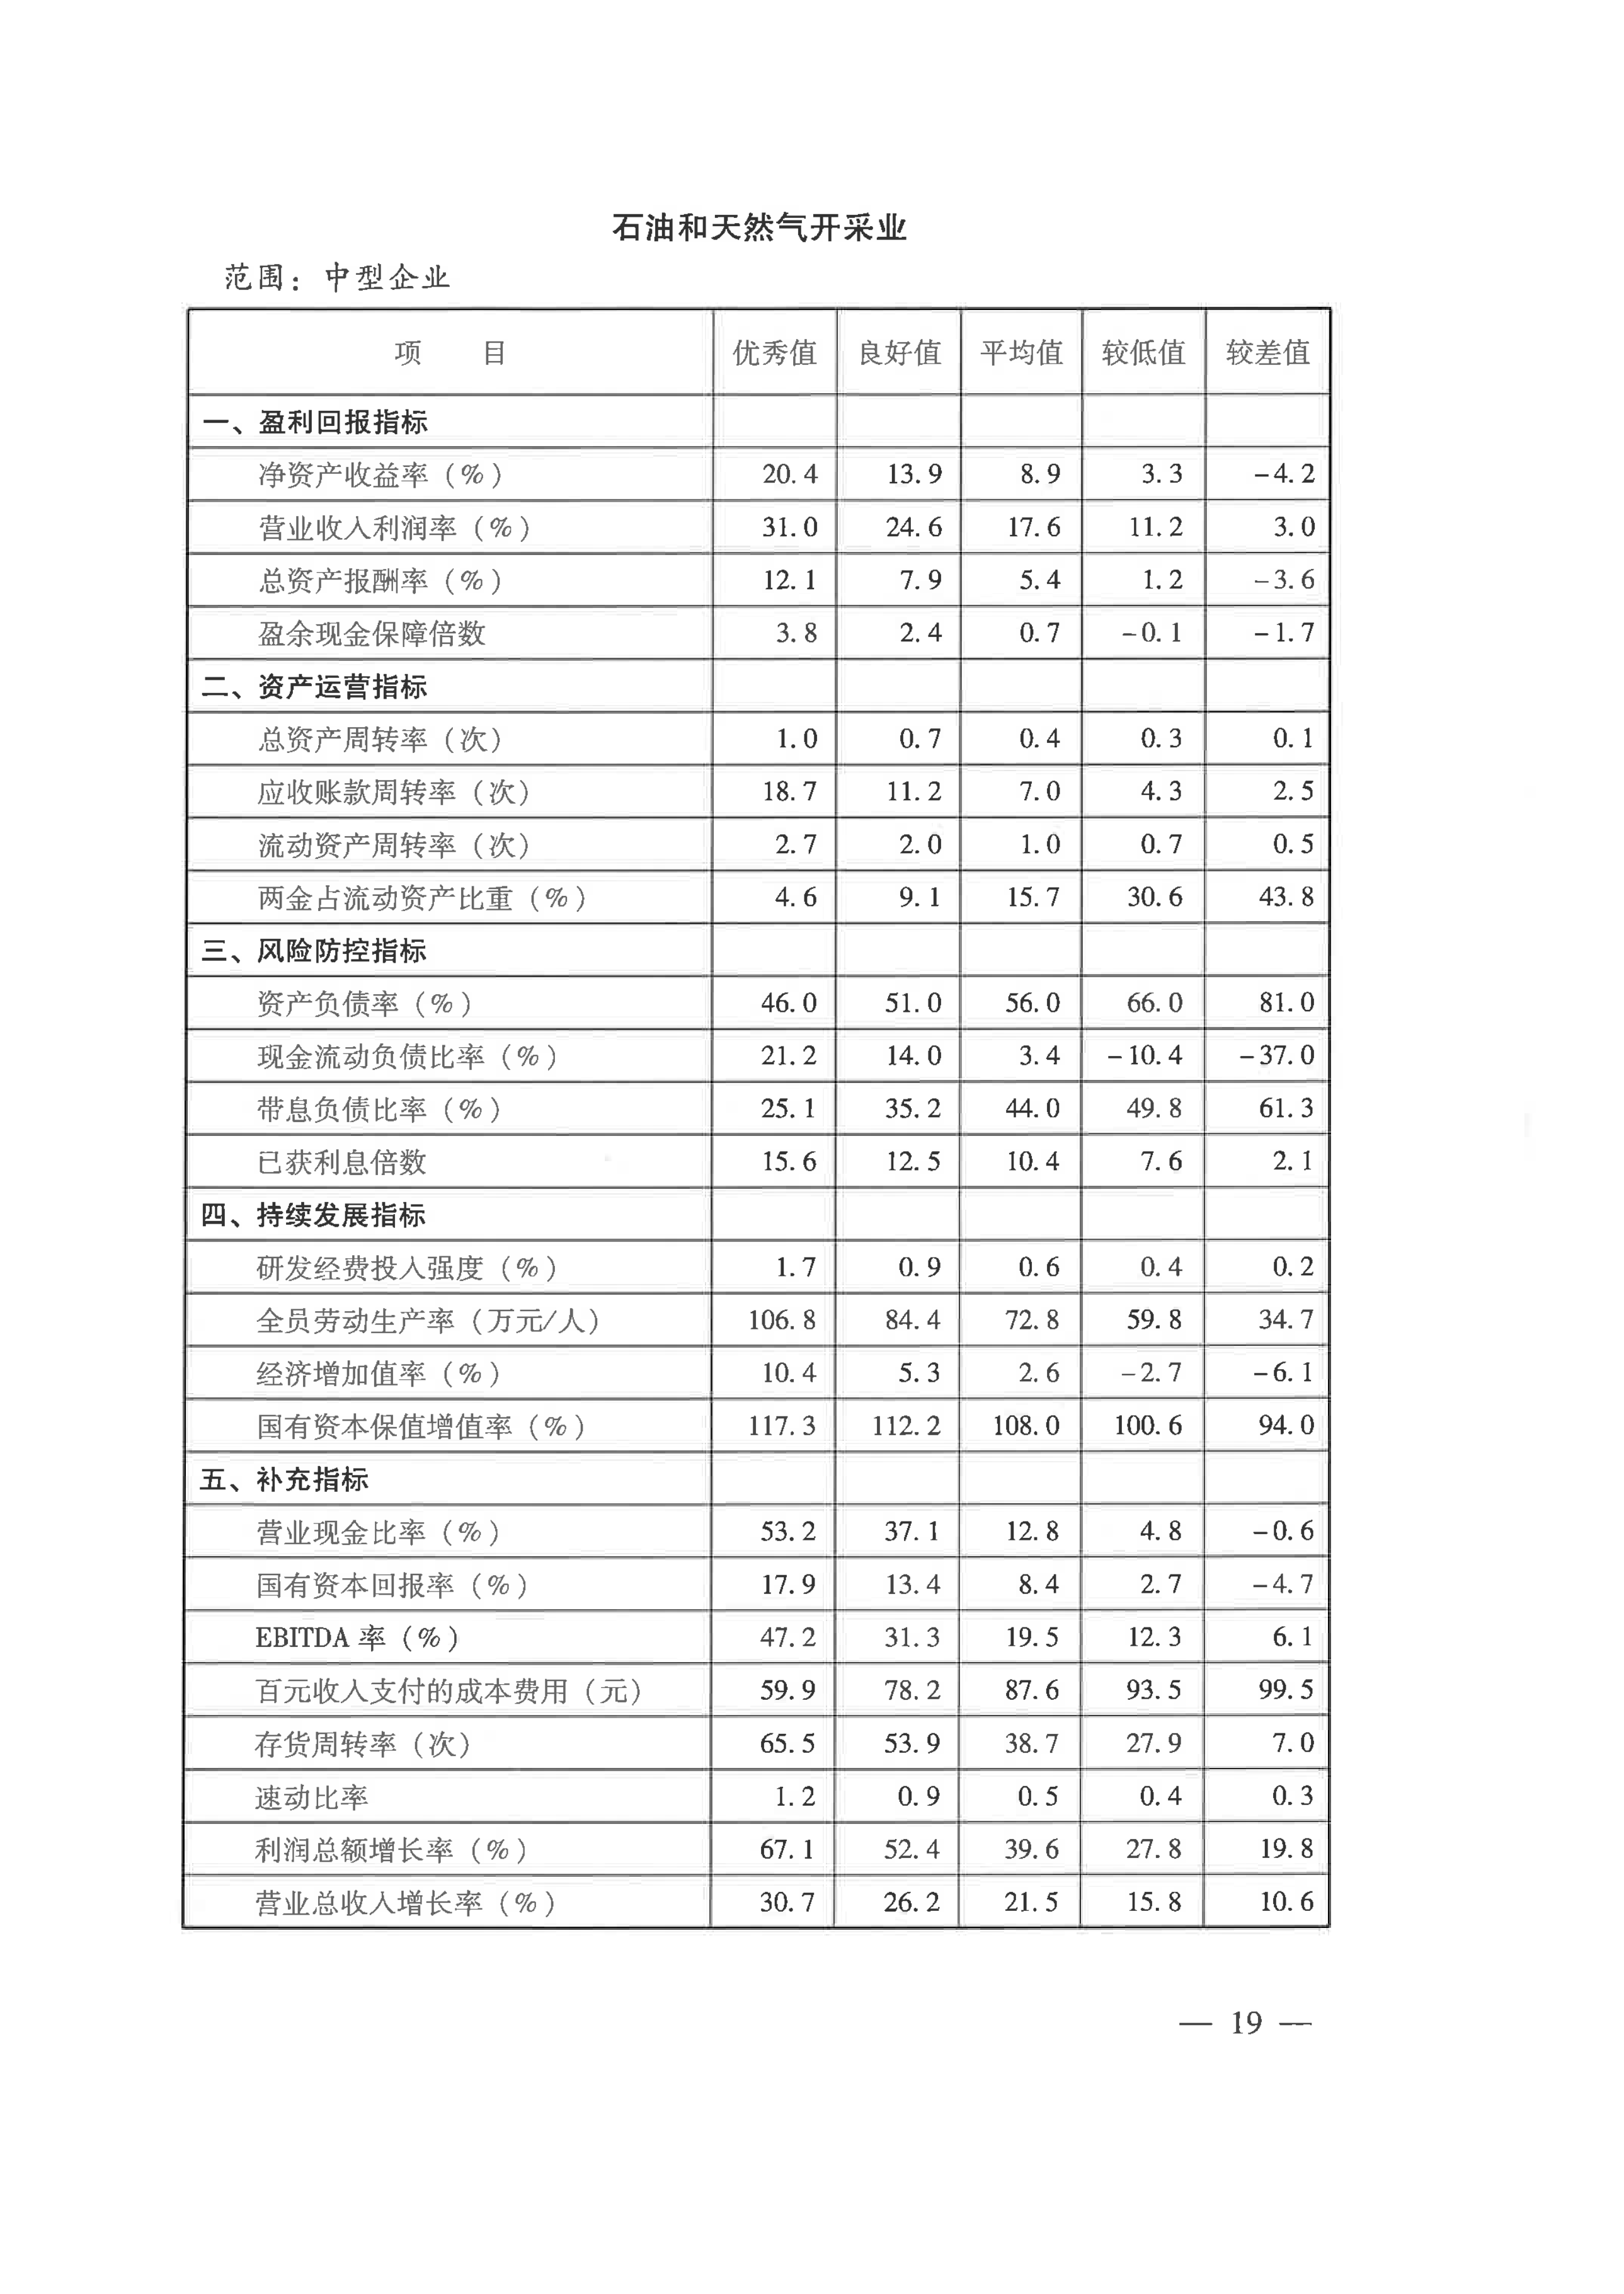 石油和天然气开采业
范围：中型企业
项 目 优秀值 良好值 平均值 较低值 较差值
一、盈利回报指标
净资产收益率（%） 20.4 13.9 8.9 3.3 -4.2
营业收入利润率（%） 31.0 24.6 17.6 11.2 3.0
总资产报酬率（%） 12.1 7.9 5.4 1.2 -3.6
盈余现金保障倍数 3.8 2.4 0.7 -0.1 -1.7
二、资产运营指标
总资产周转率（次） 1.0 0.7 0.4 0.3 0.1
应收账款周转率（次） 18.7 11.2 7.0 4.3 2.5
流动资产周转率（次） 2.7 2.0 1.0 0.7 0.5
两金占流动资产比重（%） 4.6 9.1 15.7 30.6 43.8
三、风险防控指标
资产负债率（%） 46.0 51.0 56.0 66.0 81.0
现金流动负债比率（%） 21.2 14.0 3.4 -10.4 -37.0
带息负债比率（%） 25.1 35.2 44.0 49.8 61.3
已获利息倍数 15.6 12.5 10.4 7.6 2.1
四、持续发展指标
研发经费投入强度（%） 1.7 0.9 0.6 0.4 0.2
全员劳动生产率（万元/人） 106.8 84.4 72.8 59.8 34.7
经济增加值率（%） 10.4 5.3 2.6 -2.7 -6.1
国有资本保值增值率（%） 117.3 112.2 108.0 100.6 94.0
五、补充指标
营业现金比率（%） 53.2 37.1 12.8 4.8 -0.6
国有资本回报率（%） 17.9 13.4 8.4 2.7 -4.7
EBITDA 率（%） 47.2 31.3 19.5 12.3 6.1
百元收入支付的成本费用（元） 59.9 78.2 87.6 93.5 99.5
存货周转率（次） 65.5 53.9 38.7 27.9 7.0
速动比率 1.2 0.9 0.5 0.4 0.3
利润总额增长率（%） 67.1 52.4 39.6 27.8 19.8
营业总收入增长率（%） 30.7 26.2 21.5 15.8 10.6
— 19 —